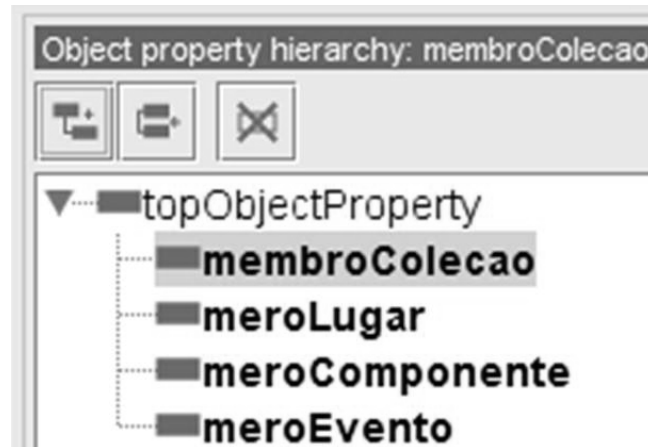 Object property hierarchy: membroColecao
topObjectProperty
membroColecao
meroLugar
meroComponente
meroEvento